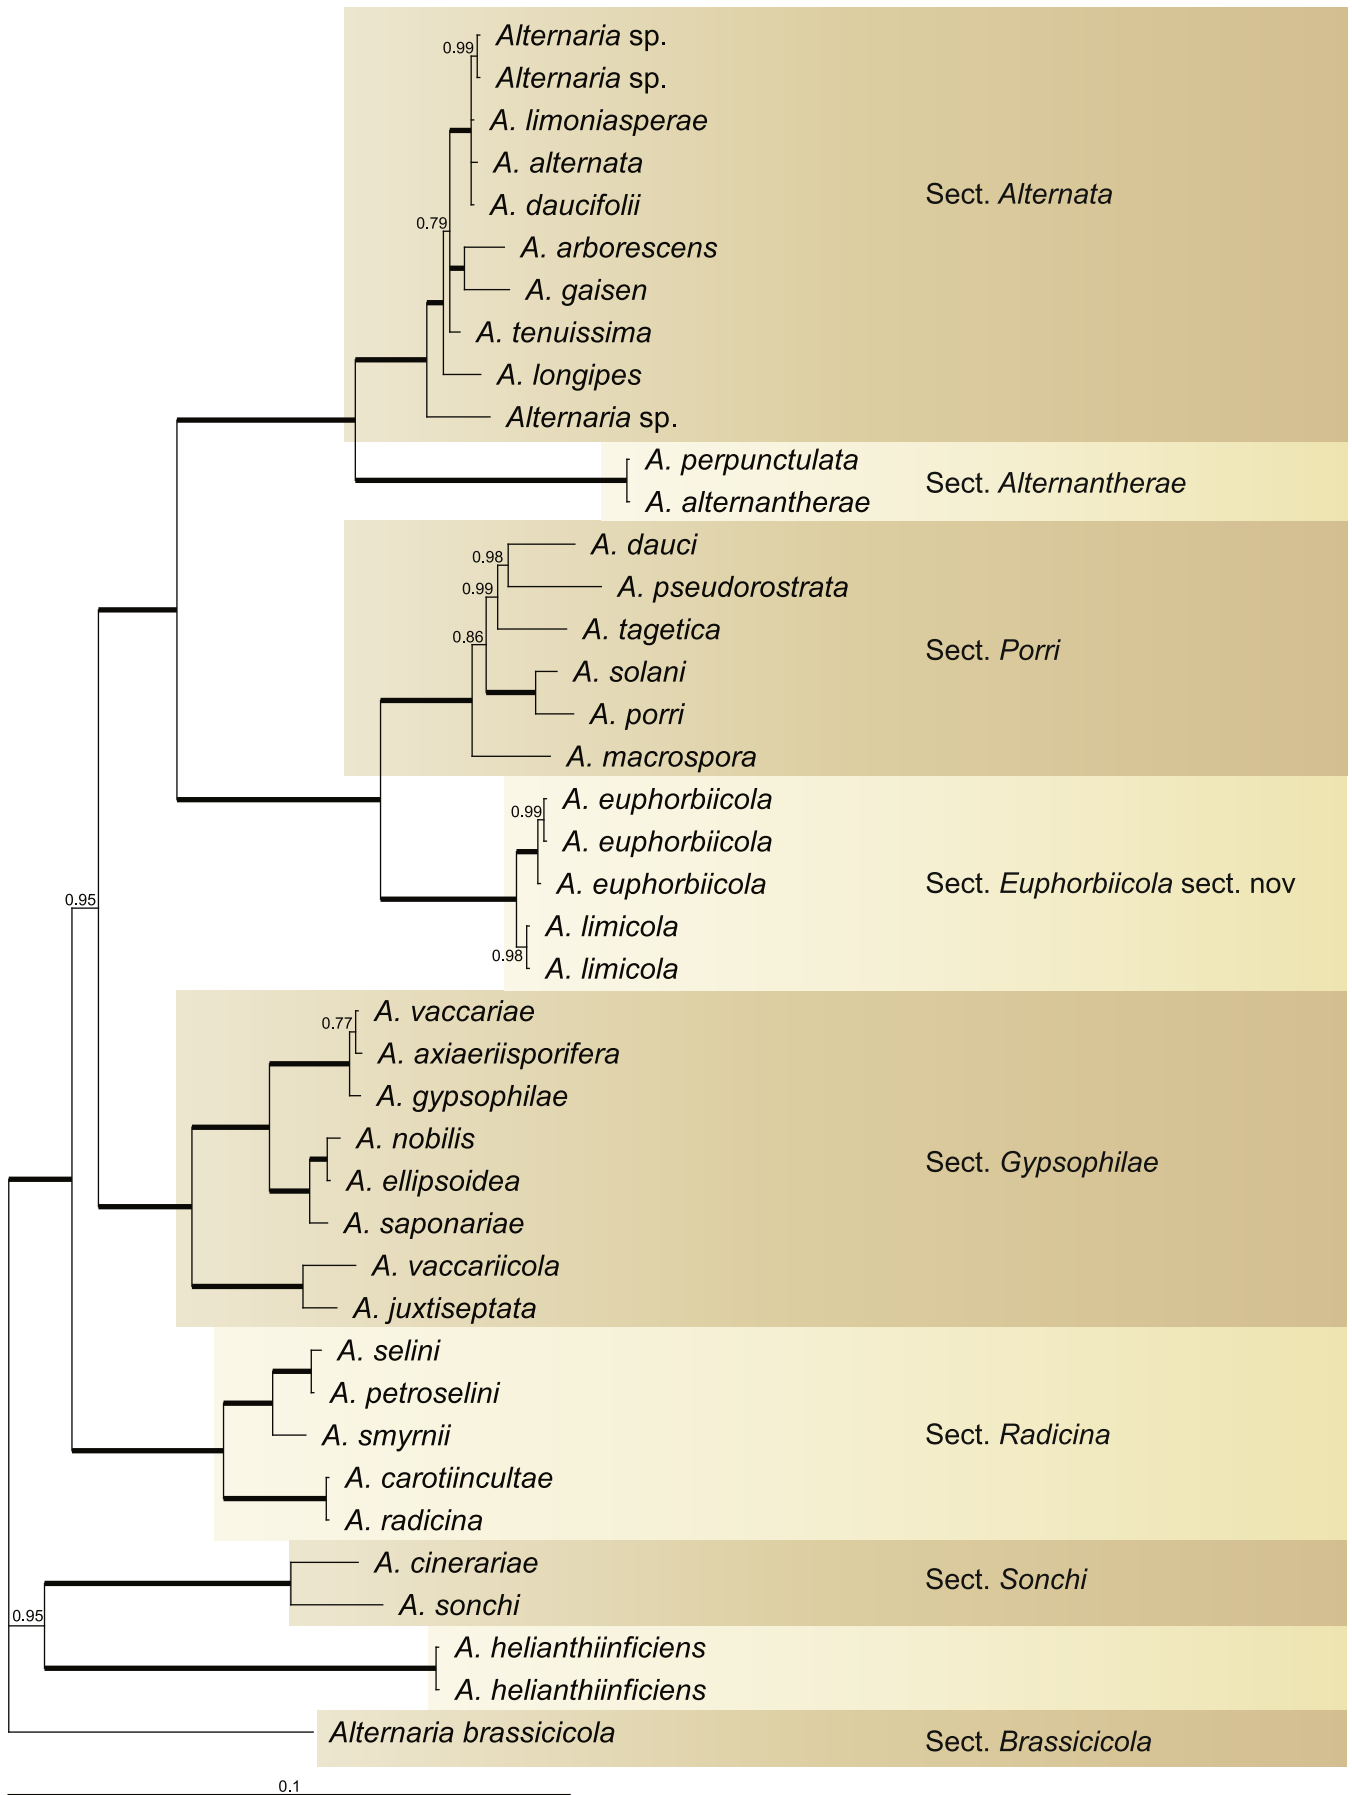 0.99
Alternaria sp.
Alternaria sp.
A. limoniasperae
A. alternata
A. daucifolii
0.79
A. arborescens
A. gaisen
A. tenuissima
A. longipes
Alternaria sp.
Sect. Alternata
A. perpunctulata
A. alternantherae
Sect. Alternantherae
A. dauci
0.98
A. pseudorostrata
0.99
A. tagetica
0.86
A. solani
A. porri
A. macrospora
Sect. Porri
A. euphorbiicola
0.99
A. euphorbiicola
A. euphorbiicola
A. limicola
0.98
A. limicola
Sect. Euphorbiicola sect. nov
0.95
A. vaccariae
0.77
A. axiaeriisporifera
A. gypsophilae
A. nobilis
A. ellipsoidea
A. saponariae
A. vaccariicola
A. juxtiseptata
Sect. Gypsophilae
A. selini
A. petroselini
A. smyrnii
A. carotiincultae
A. radicina
Sect. Radicina
A. cinerariae
A. sonchi
Sect. Sonchi
0.95
A. helianthiinficiens
A. helianthiinficiens
Alternaria brassicicola
Sect. Brassicicola
0.1